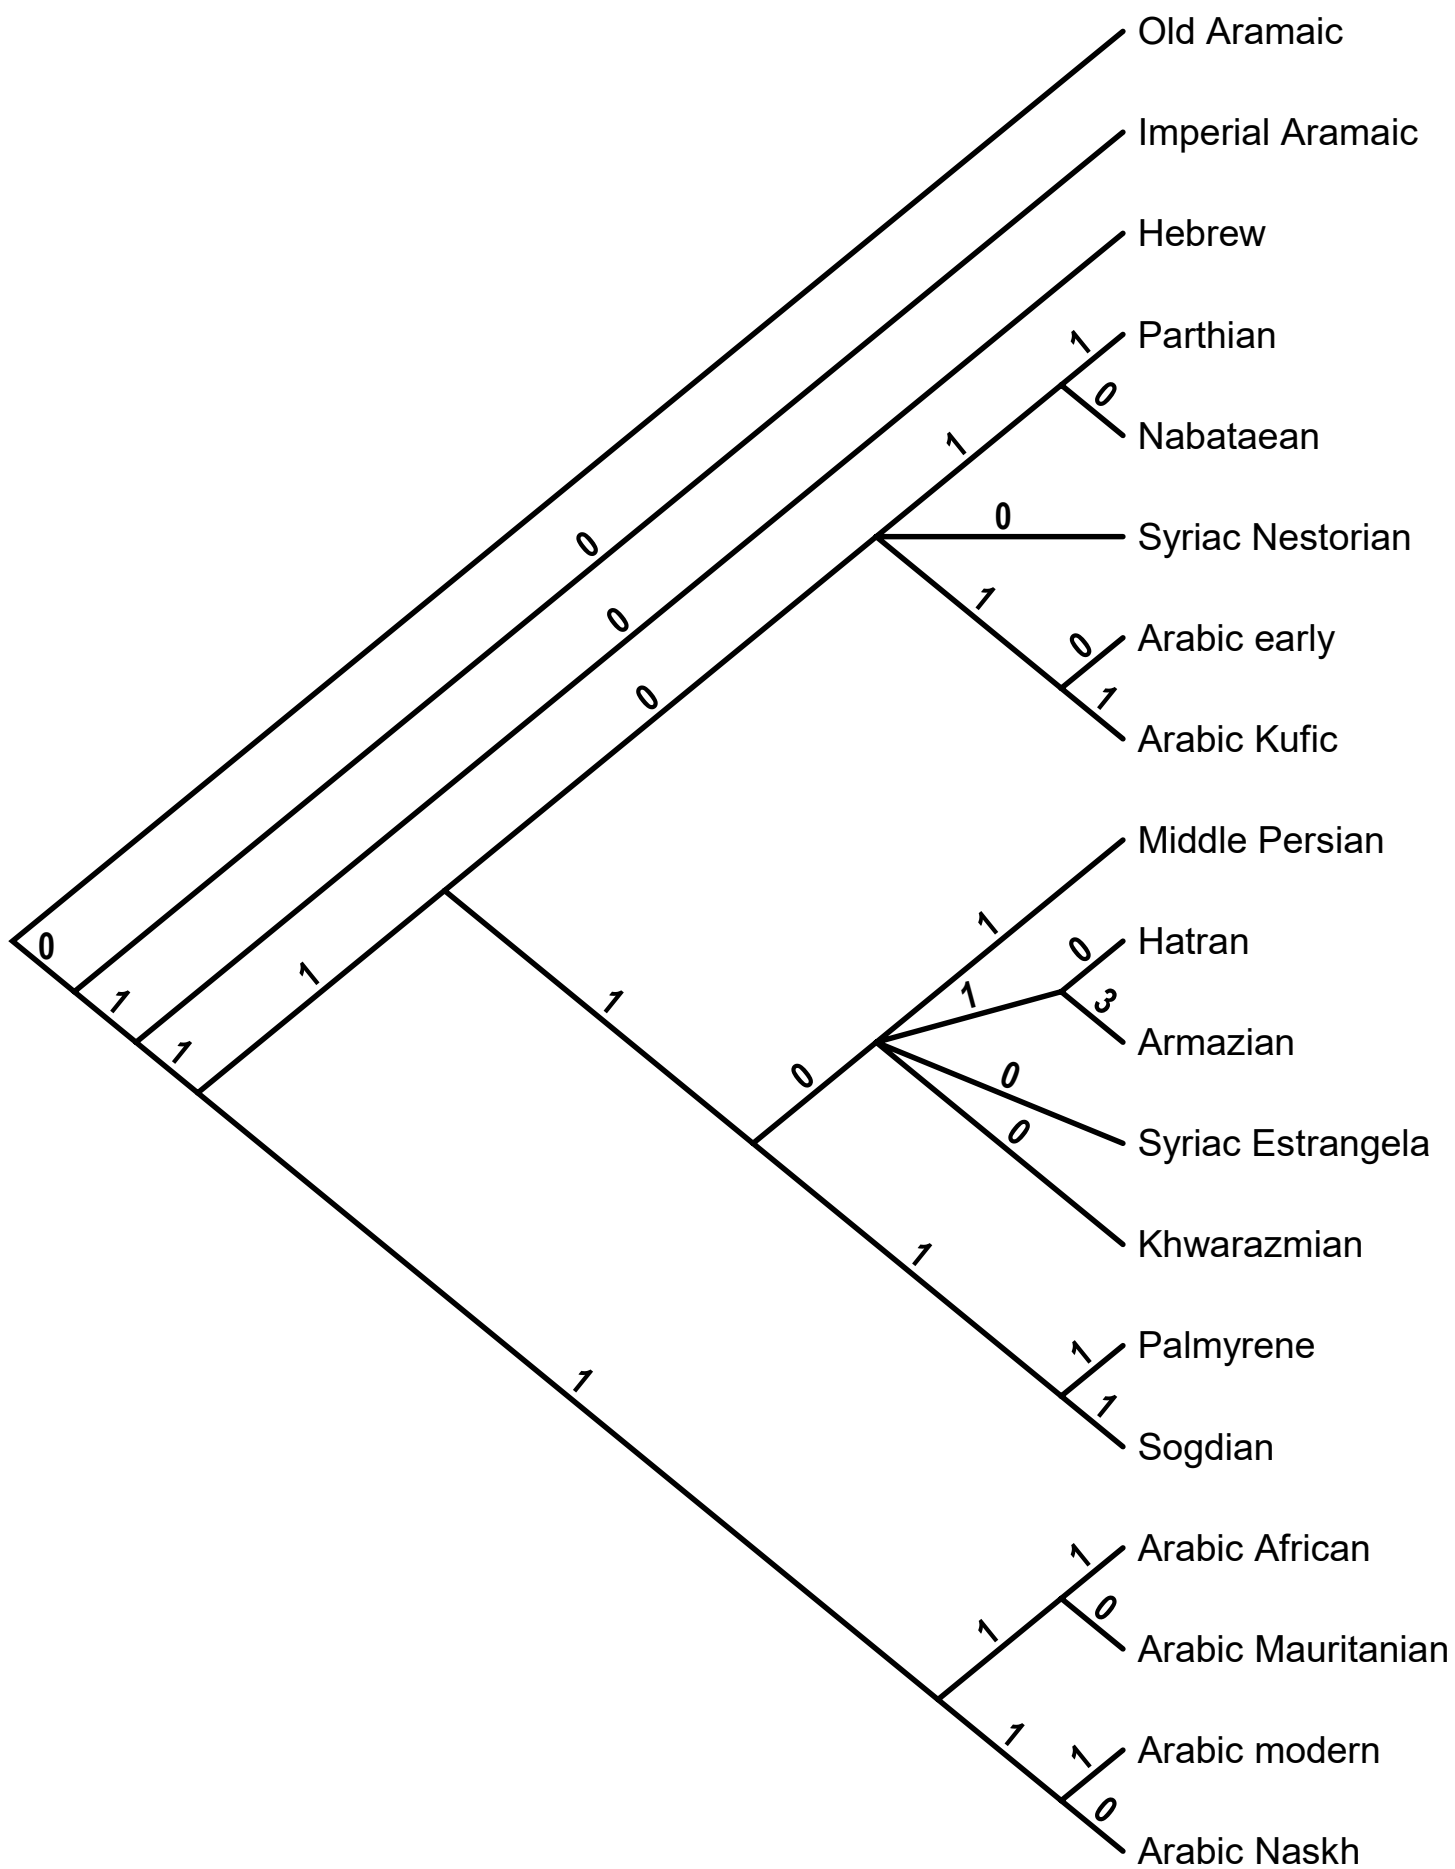 Old Aramaic
Imperial Aramaic
Hebrew
1 Parthian
0
1 Nabataean
0
Syriac Nestorian
0
1
0
0 Arabic early
1
0
Arabic Kufic
Middle Persian
1
0 Hatran
0
1
1
3
1
1
Armazian
1
0
0
0
Syriac Estrangela
Khwarazmian
1
1 Palmyrene
1
1
Sogdian
1 Arabic African
0
1
Arabic Mauritanian
1
1 Arabic modern
0
Arabic Naskh